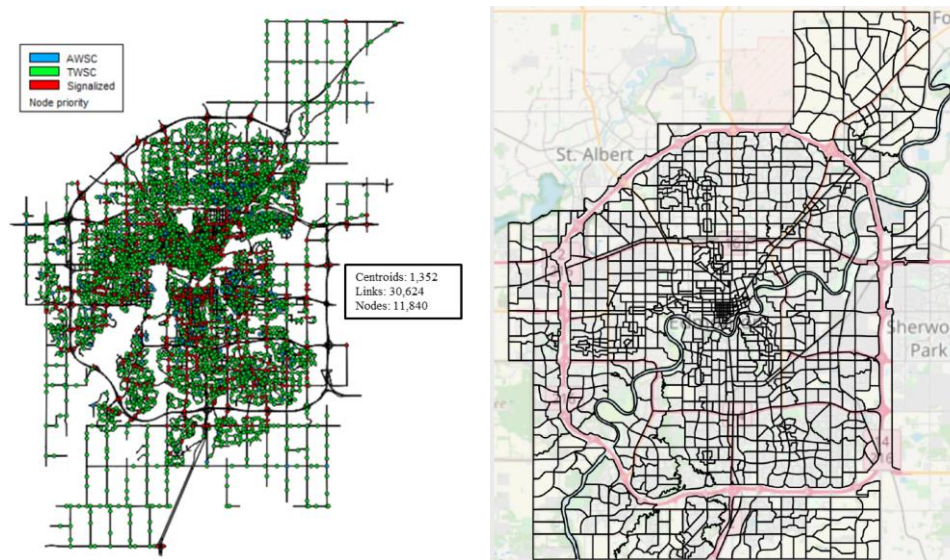 AWSC
TWSC
Signalized
Node priority
Centroids: 1,352
Links: 30,624
Nodes: 11,840
St. Albert
Sherwo
Park